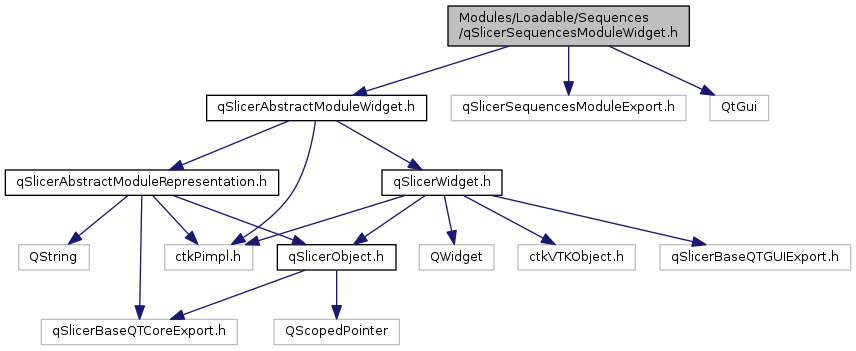 Modules/Loadable/Sequences
/qSlicerSequencesModuleWidget.h
qSlicerAbstractModuleWidget.h
qSlicerSequencesModuleExport.h
QtGui
qSlicerAbstractModuleRepresentation.h
qSlicerWidget.h
QString
ctkPimpl.h
qSlicerObject.h
QWidget
ctkVTKObject.h
qSlicerBaseQTGUIExport.h
qSlicerBaseQTCoreExport.h
QScopedPointer